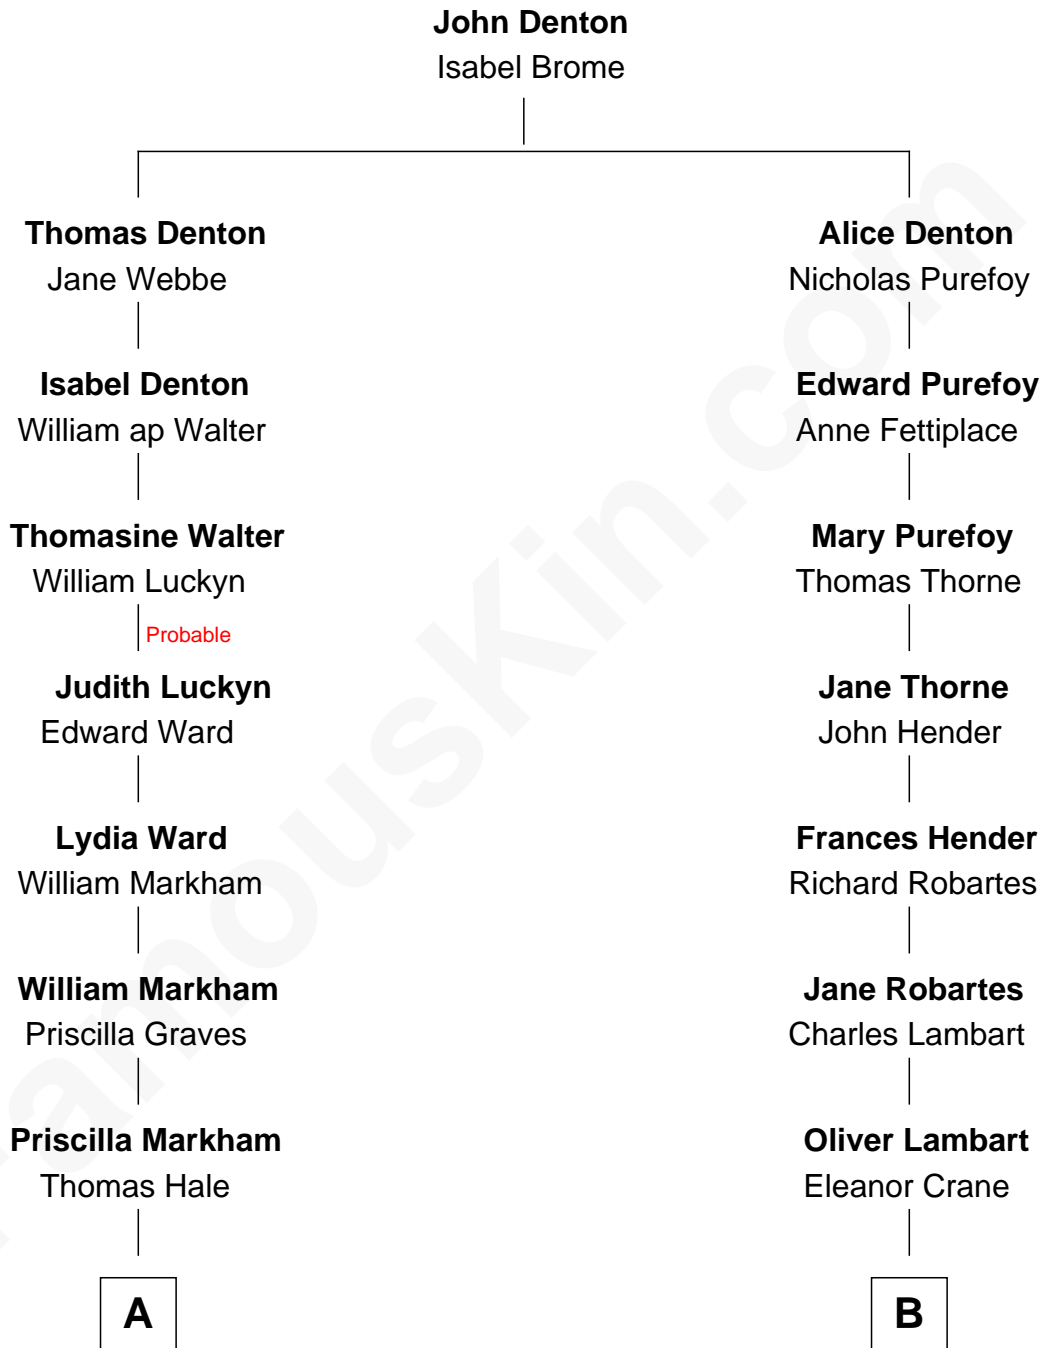 John Denton
Isabel Brome
Thomas Denton
Jane Webbe
Alice Denton
Nicholas Purefoy
Isabel Denton
William ap Walter
Edward Purefoy
Anne Fettiplace
Thomasine Walter
William Luckyn
Mary Purefoy
Thomas Thorne
Probable
Judith Luckyn
Edward Ward
Jane Thorne
John Hender
Lydia Ward
William Markham
Frances Hender
Richard Robartes
William Markham
Priscilla Graves
Jane Robartes
Charles Lambart
Priscilla Markham
Thomas Hale
Oliver Lambart
Eleanor Crane
A
B
FamousKin.com